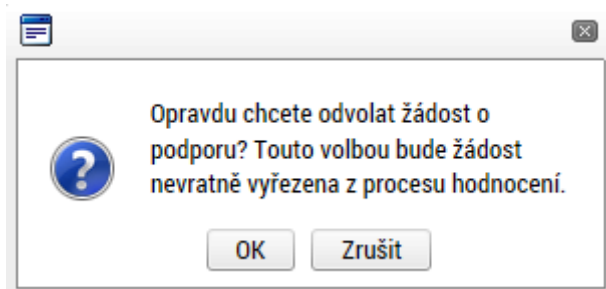 Opravdu chcete odvolat žádost o
podporu? Touto volbou bude žádost
nevratně vyřezena z procesu hodnocení.
OK
Zrušit